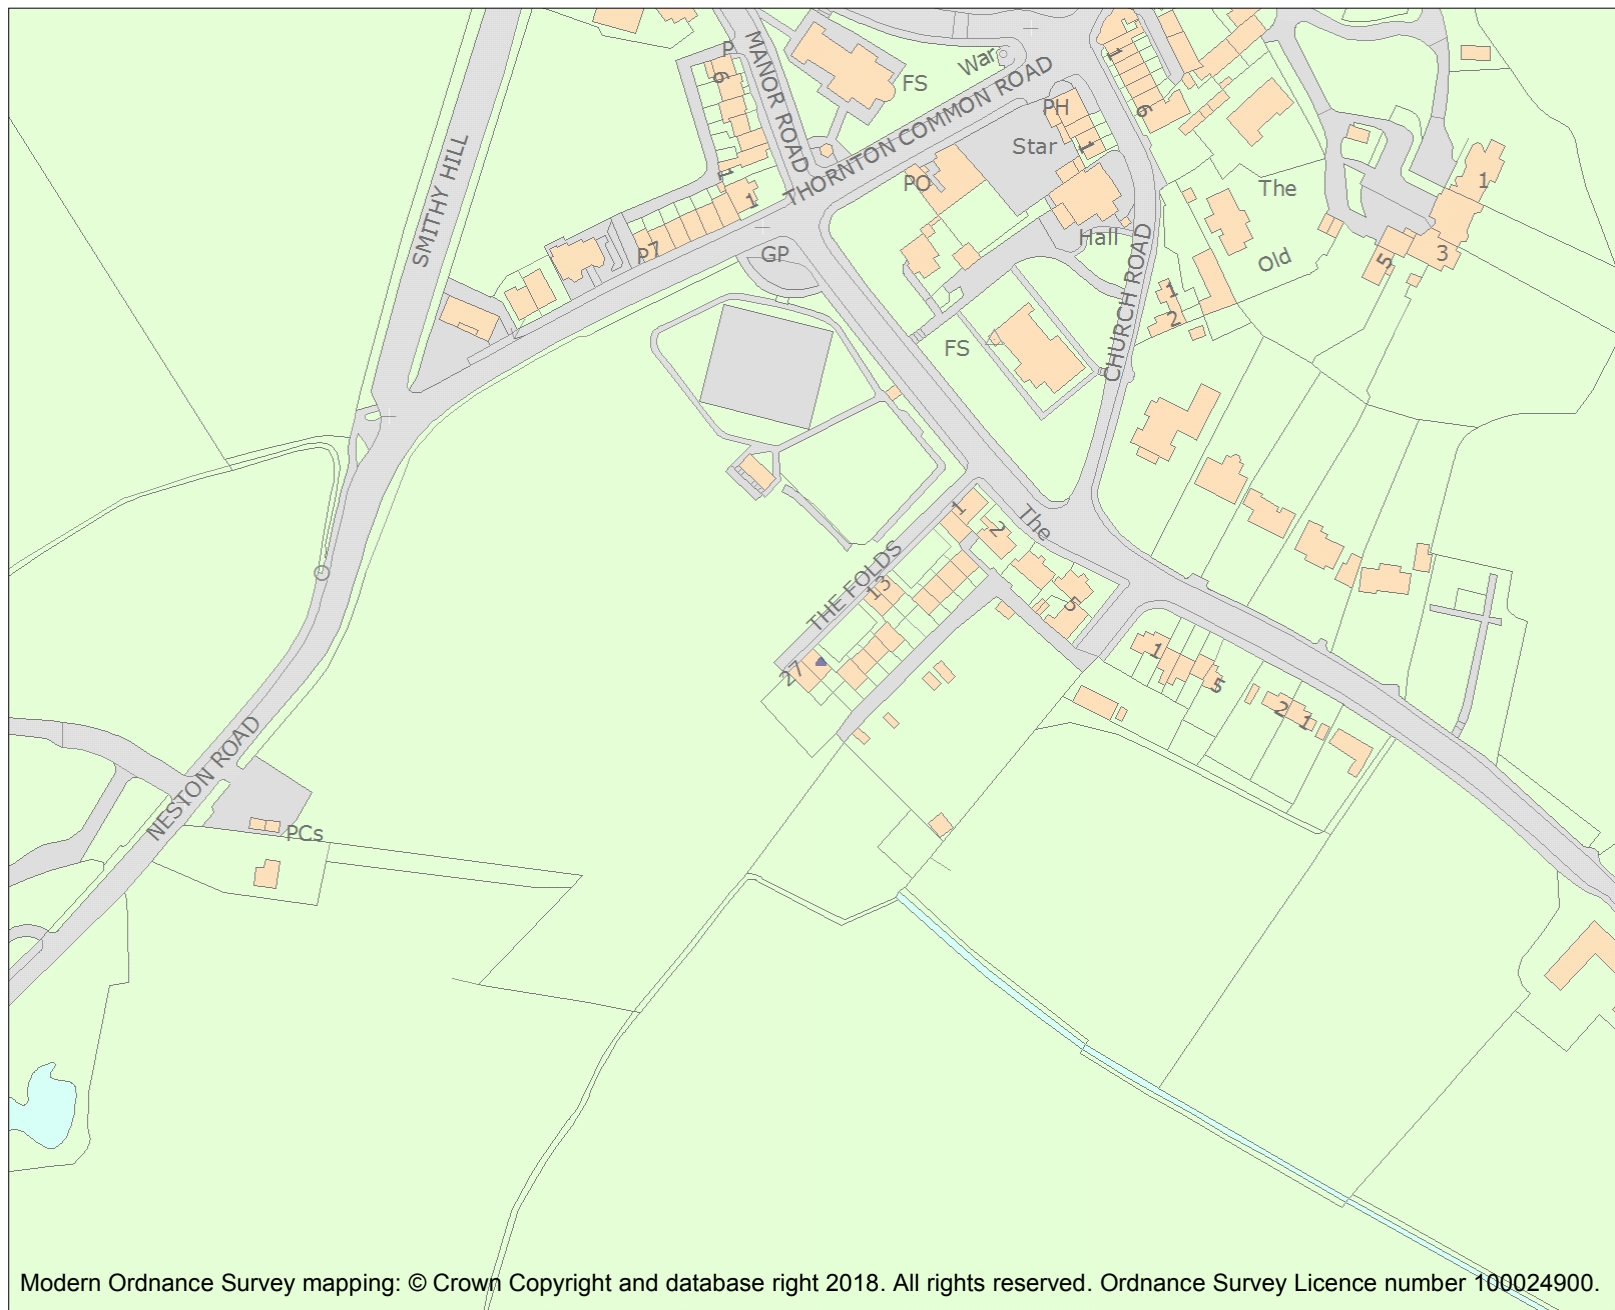 P
MANOR ROAD
6
FS
War
THORNTON COMMON ROAD
1
6
PH
Star
1
SMITHY HILL
1
1
PO
The
1
P
7
GP
Hall
CHURCH ROAD
Old
5
3
1
2
FS
1
2
The
THE FOLDS
13
5
27
1
5
2
1
NESTON ROAD
PCs
Modern Ordnance Survey mapping: © Crown Copyright and database right 2018. All rights reserved. Ordnance Survey Licence number 100024900.